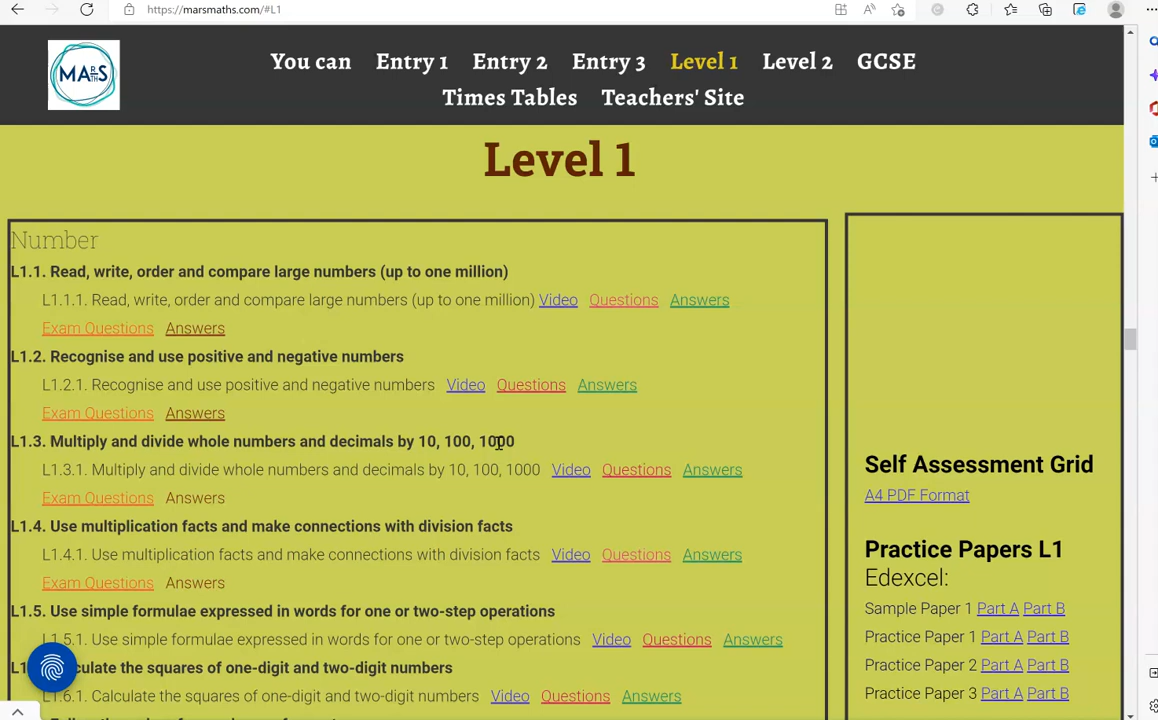 https://marsmaths.com/#L1
MARS
MATH
You can Entry 1 Entry 2 Entry 3 Level 1 Level 2 GCSE
Times Tables Teachers' Site
Level 1
Number
L1.1. Read, write, order and compare large numbers (up to one million)
L1.1.1. Read, write, order and compare large numbers (up to one million) Video Questions Answers
Exam Questions Answers
L1.2. Recognise and use positive and negative numbers
L1.2.1. Recognise and use positive and negative numbers Video Questions Answers
Exam Questions Answers
L1.3. Multiply and divide whole numbers and decimals by 10, 100, 1000
L1.3.1. Multiply and divide whole numbers and decimals by 10, 100, 1000 Video Questions Answers
Exam Questions Answers
L1.4. Use multiplication facts and make connections with division facts
L1.4.1. Use multiplication facts and make connections with division facts Video Questions Answers
Exam Questions Answers
L1.5. Use simple formulae expressed in words for one or two-step operations
L1.5.1. Use simple formulae expressed in words for one or two-step operations Video Questions Answers
the squares of one-digit and two-digit numbers
L1.6.1. Calculate the squares of one-digit and two-digit numbers Video Questions Answers
Self Assessment Grid
A4 PDF Format
Practice Papers L1
Edexcel:
Sample Paper 1 Part A Part B
Practice Paper 1 Part A Part B
Practice Paper 2 Part A Part B
Practice Paper 3 Part A Part B